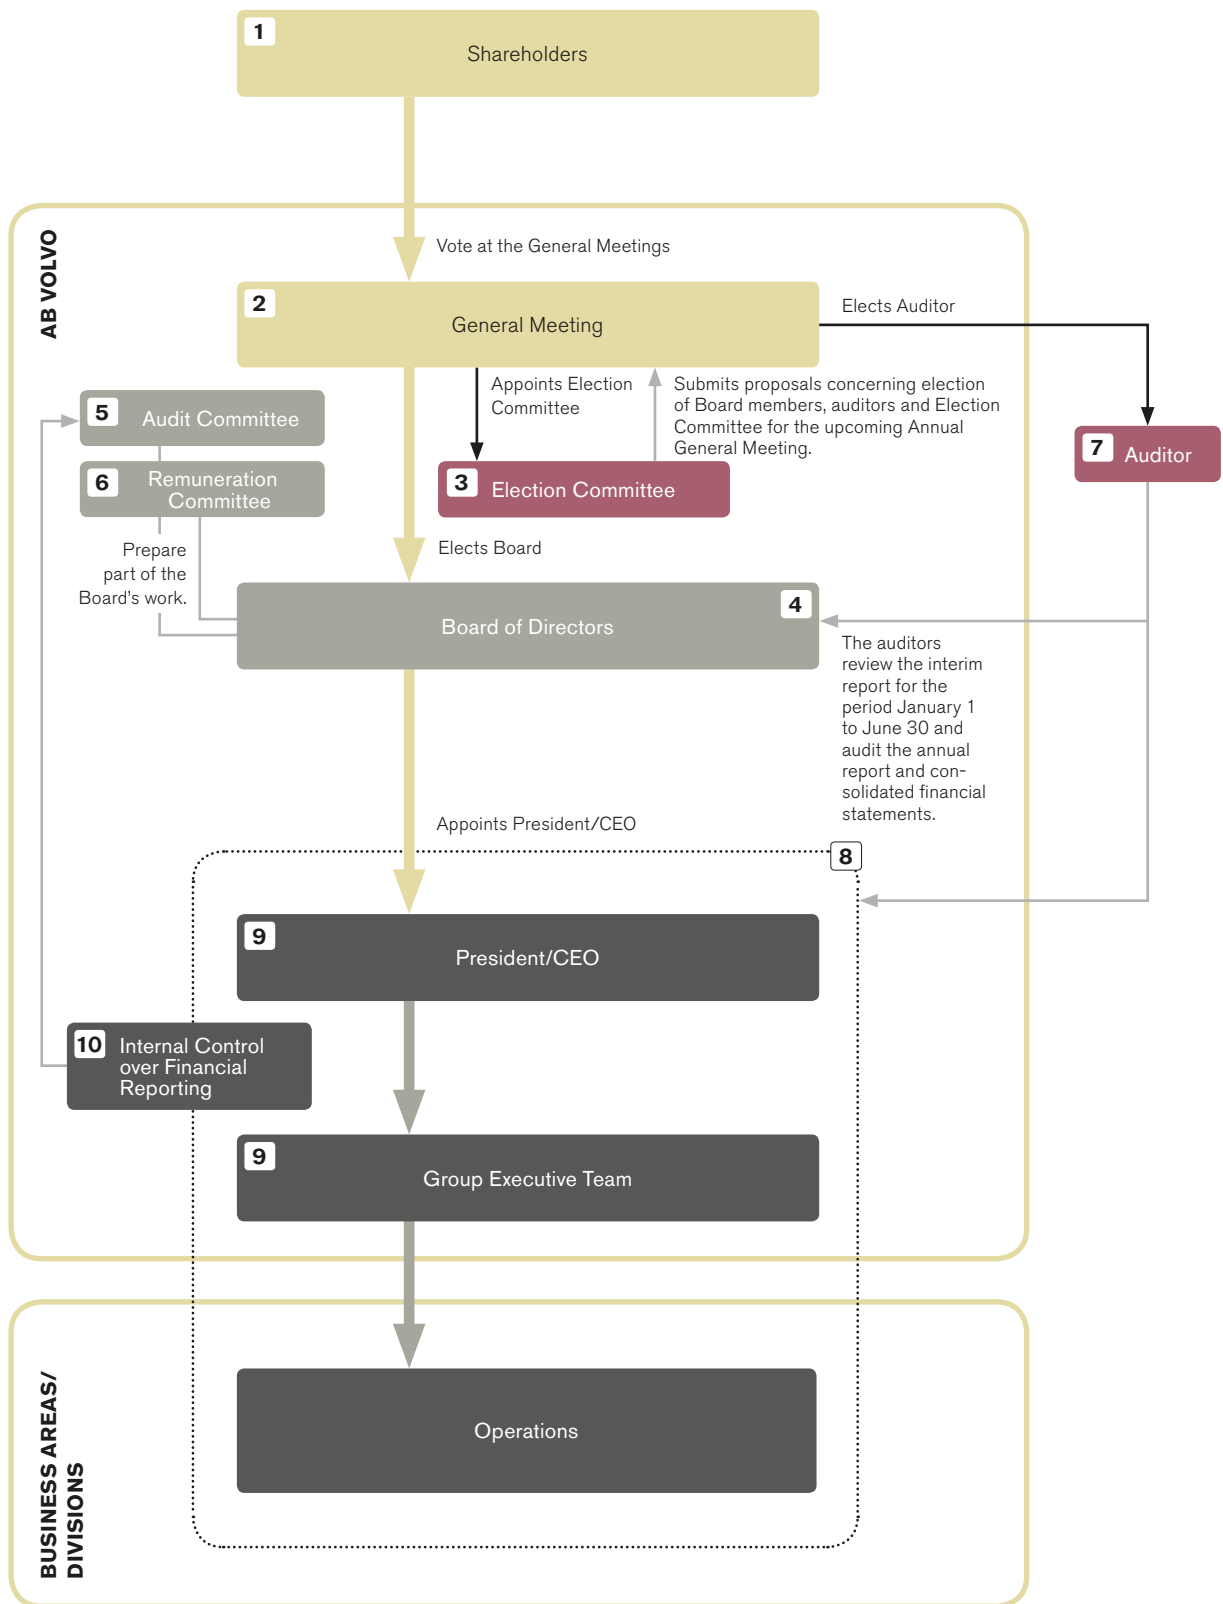 1
Shareholders
AB VOLVO
Vote at the General Meetings
2
General Meeting
Elects Auditor
Appoints Election
Committee
Submits proposals concerning election
of Board members, auditors and Election
Committee for the upcoming Annual
General Meeting.
5
Audit Committee
6
Remuneration
Committee
3
Election Committee
7
Auditor
Prepare
part of the
Board's work.
Elects Board
4
Board of Directors
The auditors
review the interim
report for the
period January 1
to June 30 and
audit the annual
report and con-
solidated financial
statements.
Appoints President/CEO
8
9
President/CEO
10
Internal Control
over Financial
Reporting
9
Group Executive Team
BUSINESS AREAS/
DIVISIONS
Operations